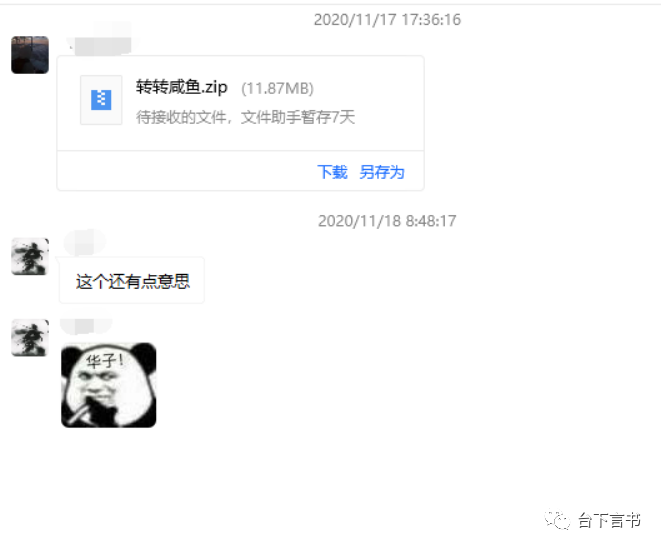 2020/11/17 17:36:16
转转咸鱼.zip (11.87MB)
待接收的文件，文件助手暂存7天
下载 另存为
2020/11/18 8:48:17
这个还有点意思
华子!
台下言书